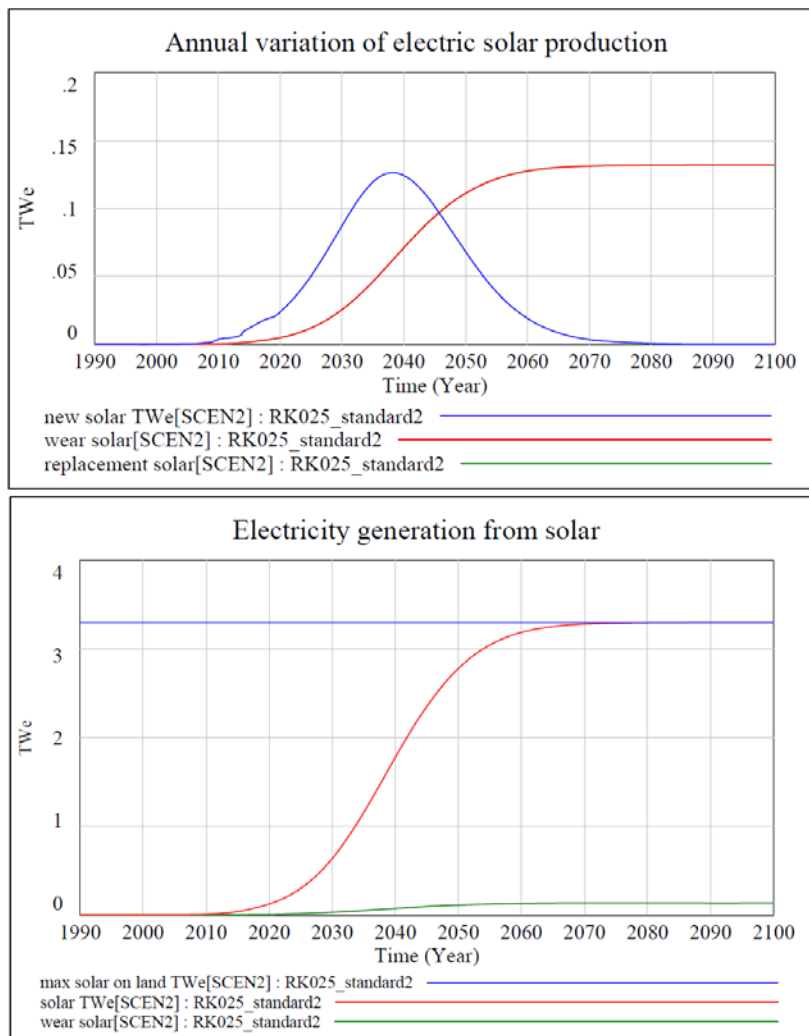 Annual variation of electric solar production
.2
.15
.1
.05
0
TWe
1990 2000 2010 2020 2030 2040 2050 2060 2070 2080 2090 2100
Time (Year)
new solar TWe[SCEN2] : RK025_standard2
wear solar[SCEN2] : RK025_standard2
replacement solar[SCEN2] : RK025_standard2
Electricity generation from solar
4
3
2
1
0
TWe
1990 2000 2010 2020 2030 2040 2050 2060 2070 2080 2090 2100
Time (Year)
max solar on land TWe[SCEN2] : RK025_standard2
solar TWe[SCEN2] : RK025_standard2
wear solar[SCEN2] : RK025_standard2